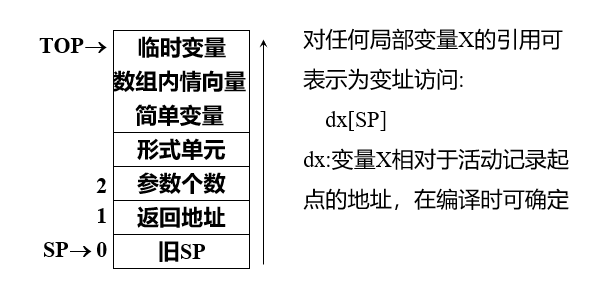 TOP→ 临时变量
数组内情向量
简单变量
形式单元
2 参数个数
1 返回地址
SP→ 0 旧SP
对任何局部变量X的引用可
表示为变址访问:
dx[SP]
dx:变量X相对于活动记录起
点的地址，在编译时可确定